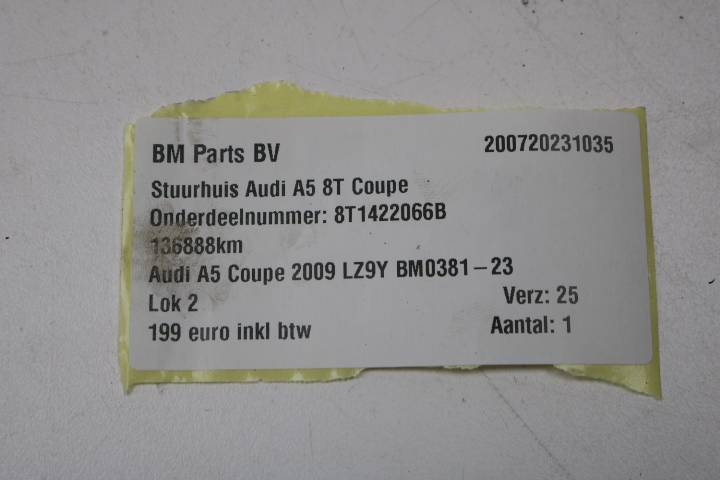 BM Parts BV 200720231035
Stuurhuis Audi A5 8T Coupe
Onderdeelnummer: 8T1422066B
136888km
Audi A5 Coupe 2009 LZ9Y BM0381-23
Lok 2 Verz: 25
199 euro inkl btw Aantal: 1